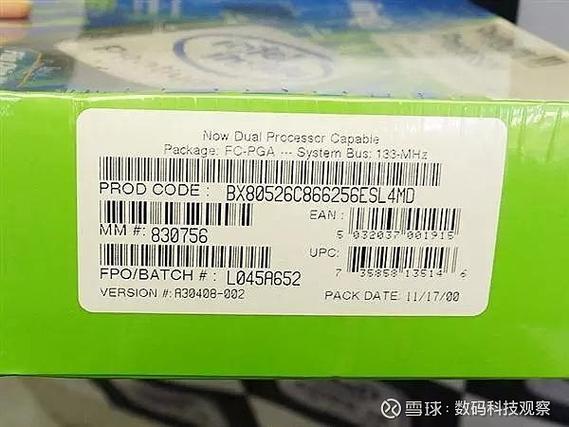 Now Dual Processor Capable
Package: FC-PGA --- System Bus: 133-MHz
PROD CODE: BX80526C866256ESL4MD
EAN:
5 032037 001915
MM #: 830756
UPC:
7 35858 13514 6
FPO/BATCH #: L045A652
VERSION #: A30408-002
PACK DATE: 11/17/00
雪球:数码科技观察